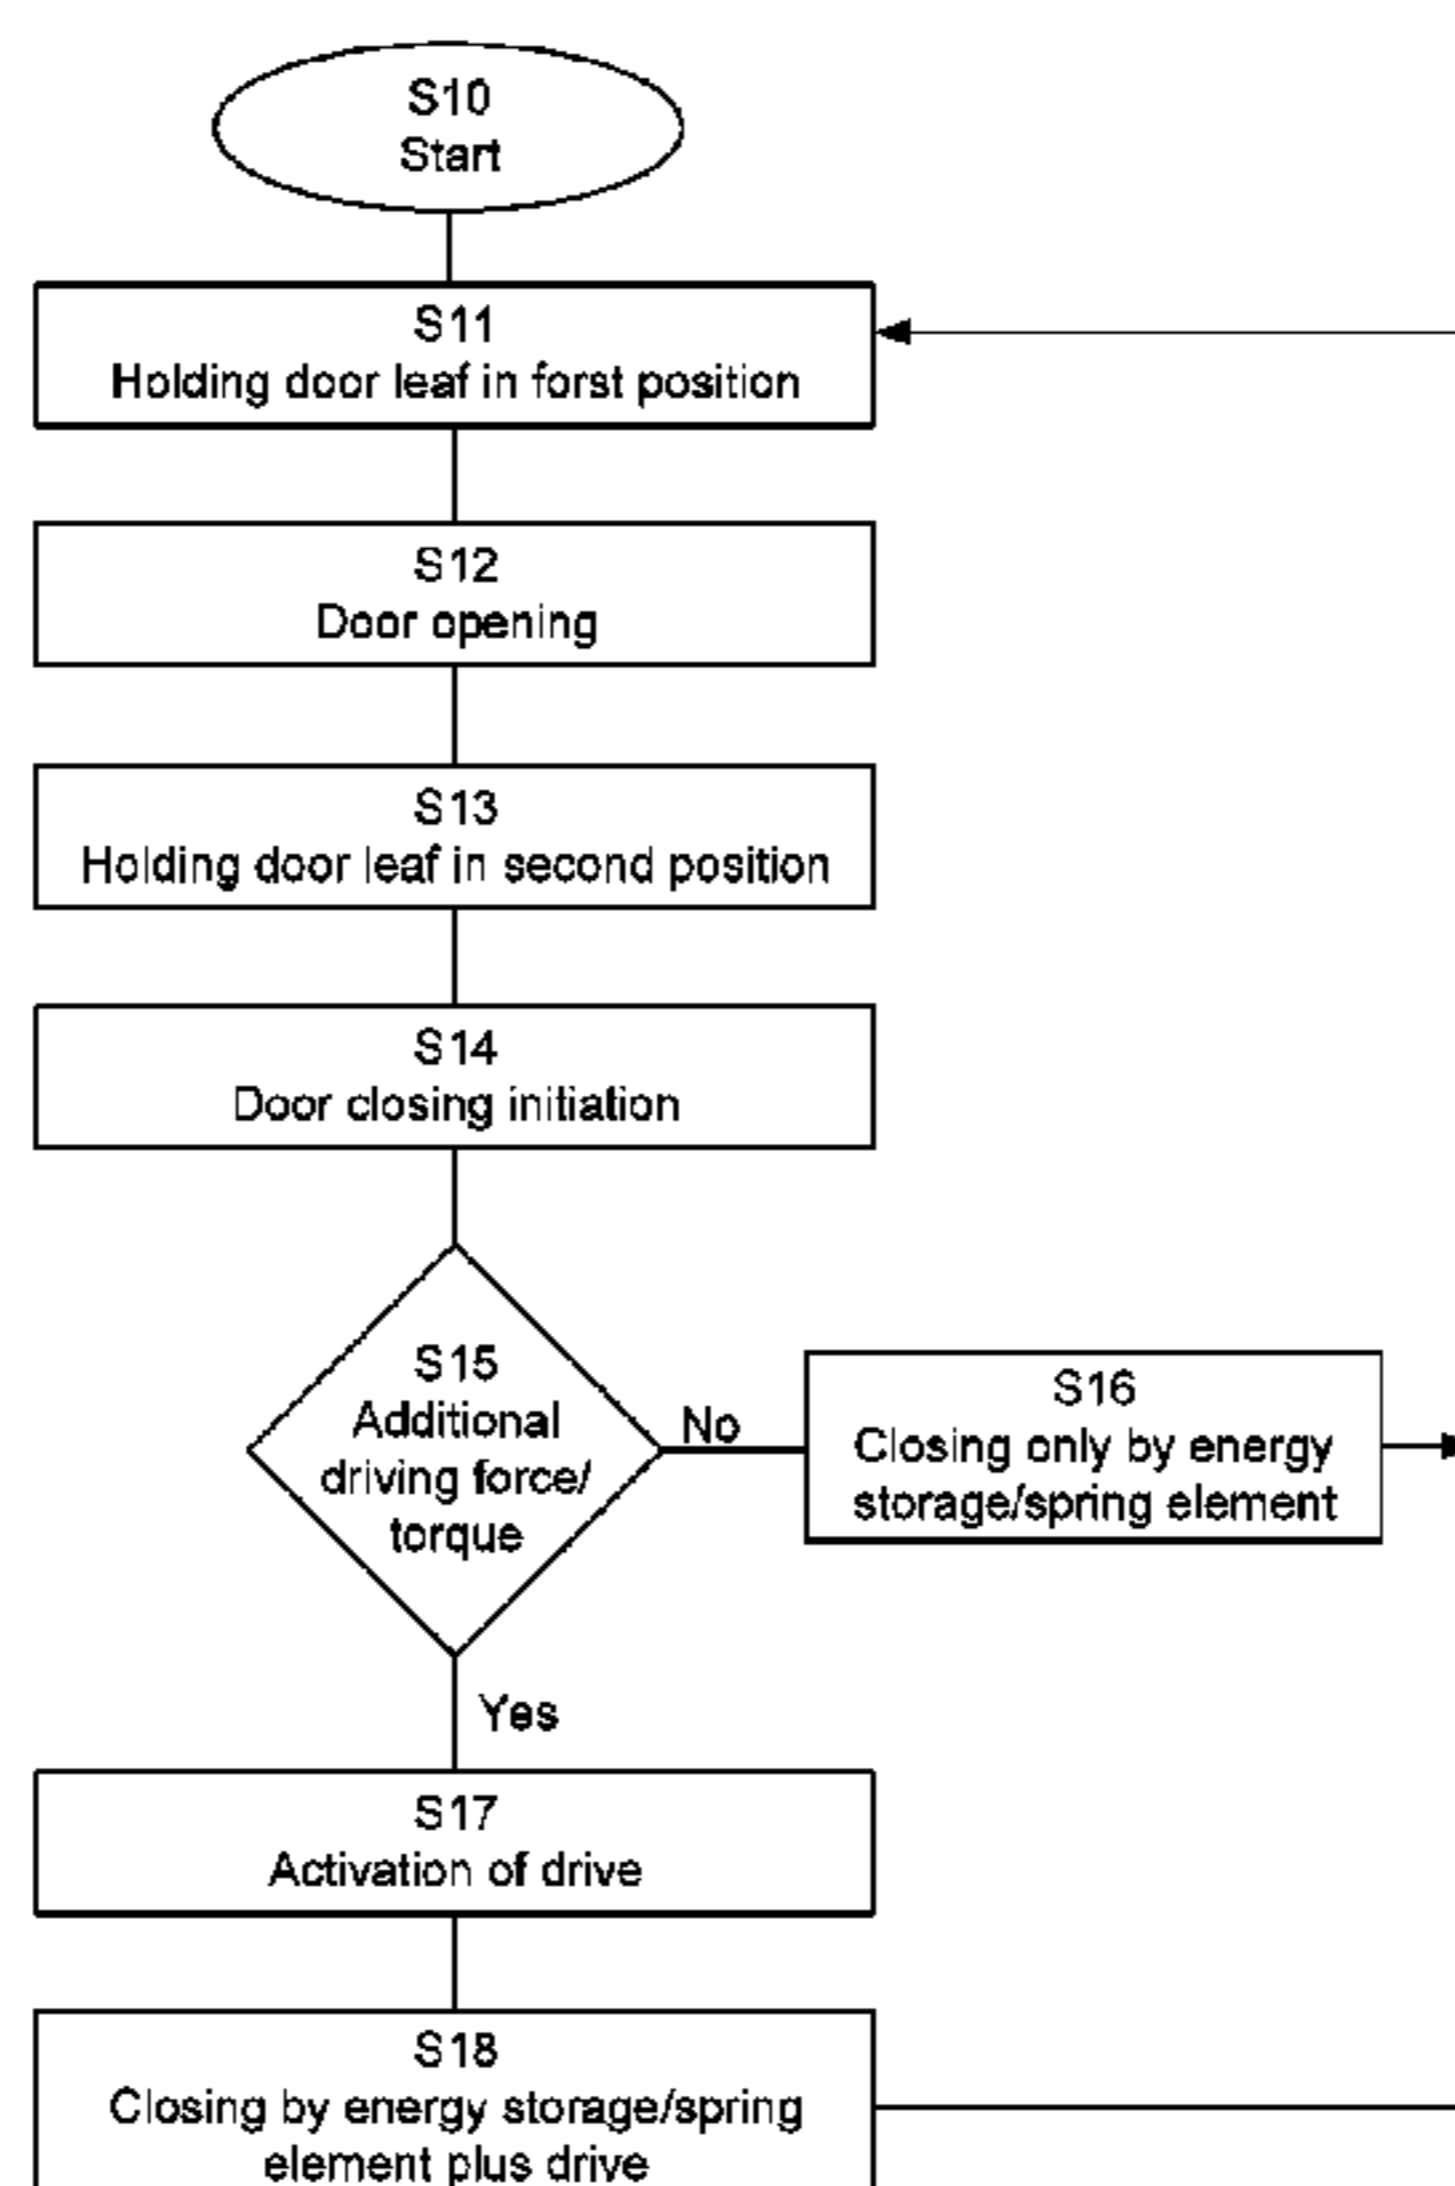 S10
Start
S11
Holding door leaf in forst position
S12
Door opening
S13
Holding door leaf in second position
S14
Door closing initiation
S15
Additional
driving force/
torque
No
S16
Closing only by energy
storage/spring element
Yes
S17
Activation of drive
S18
Closing by energy storage/spring
element plus drive